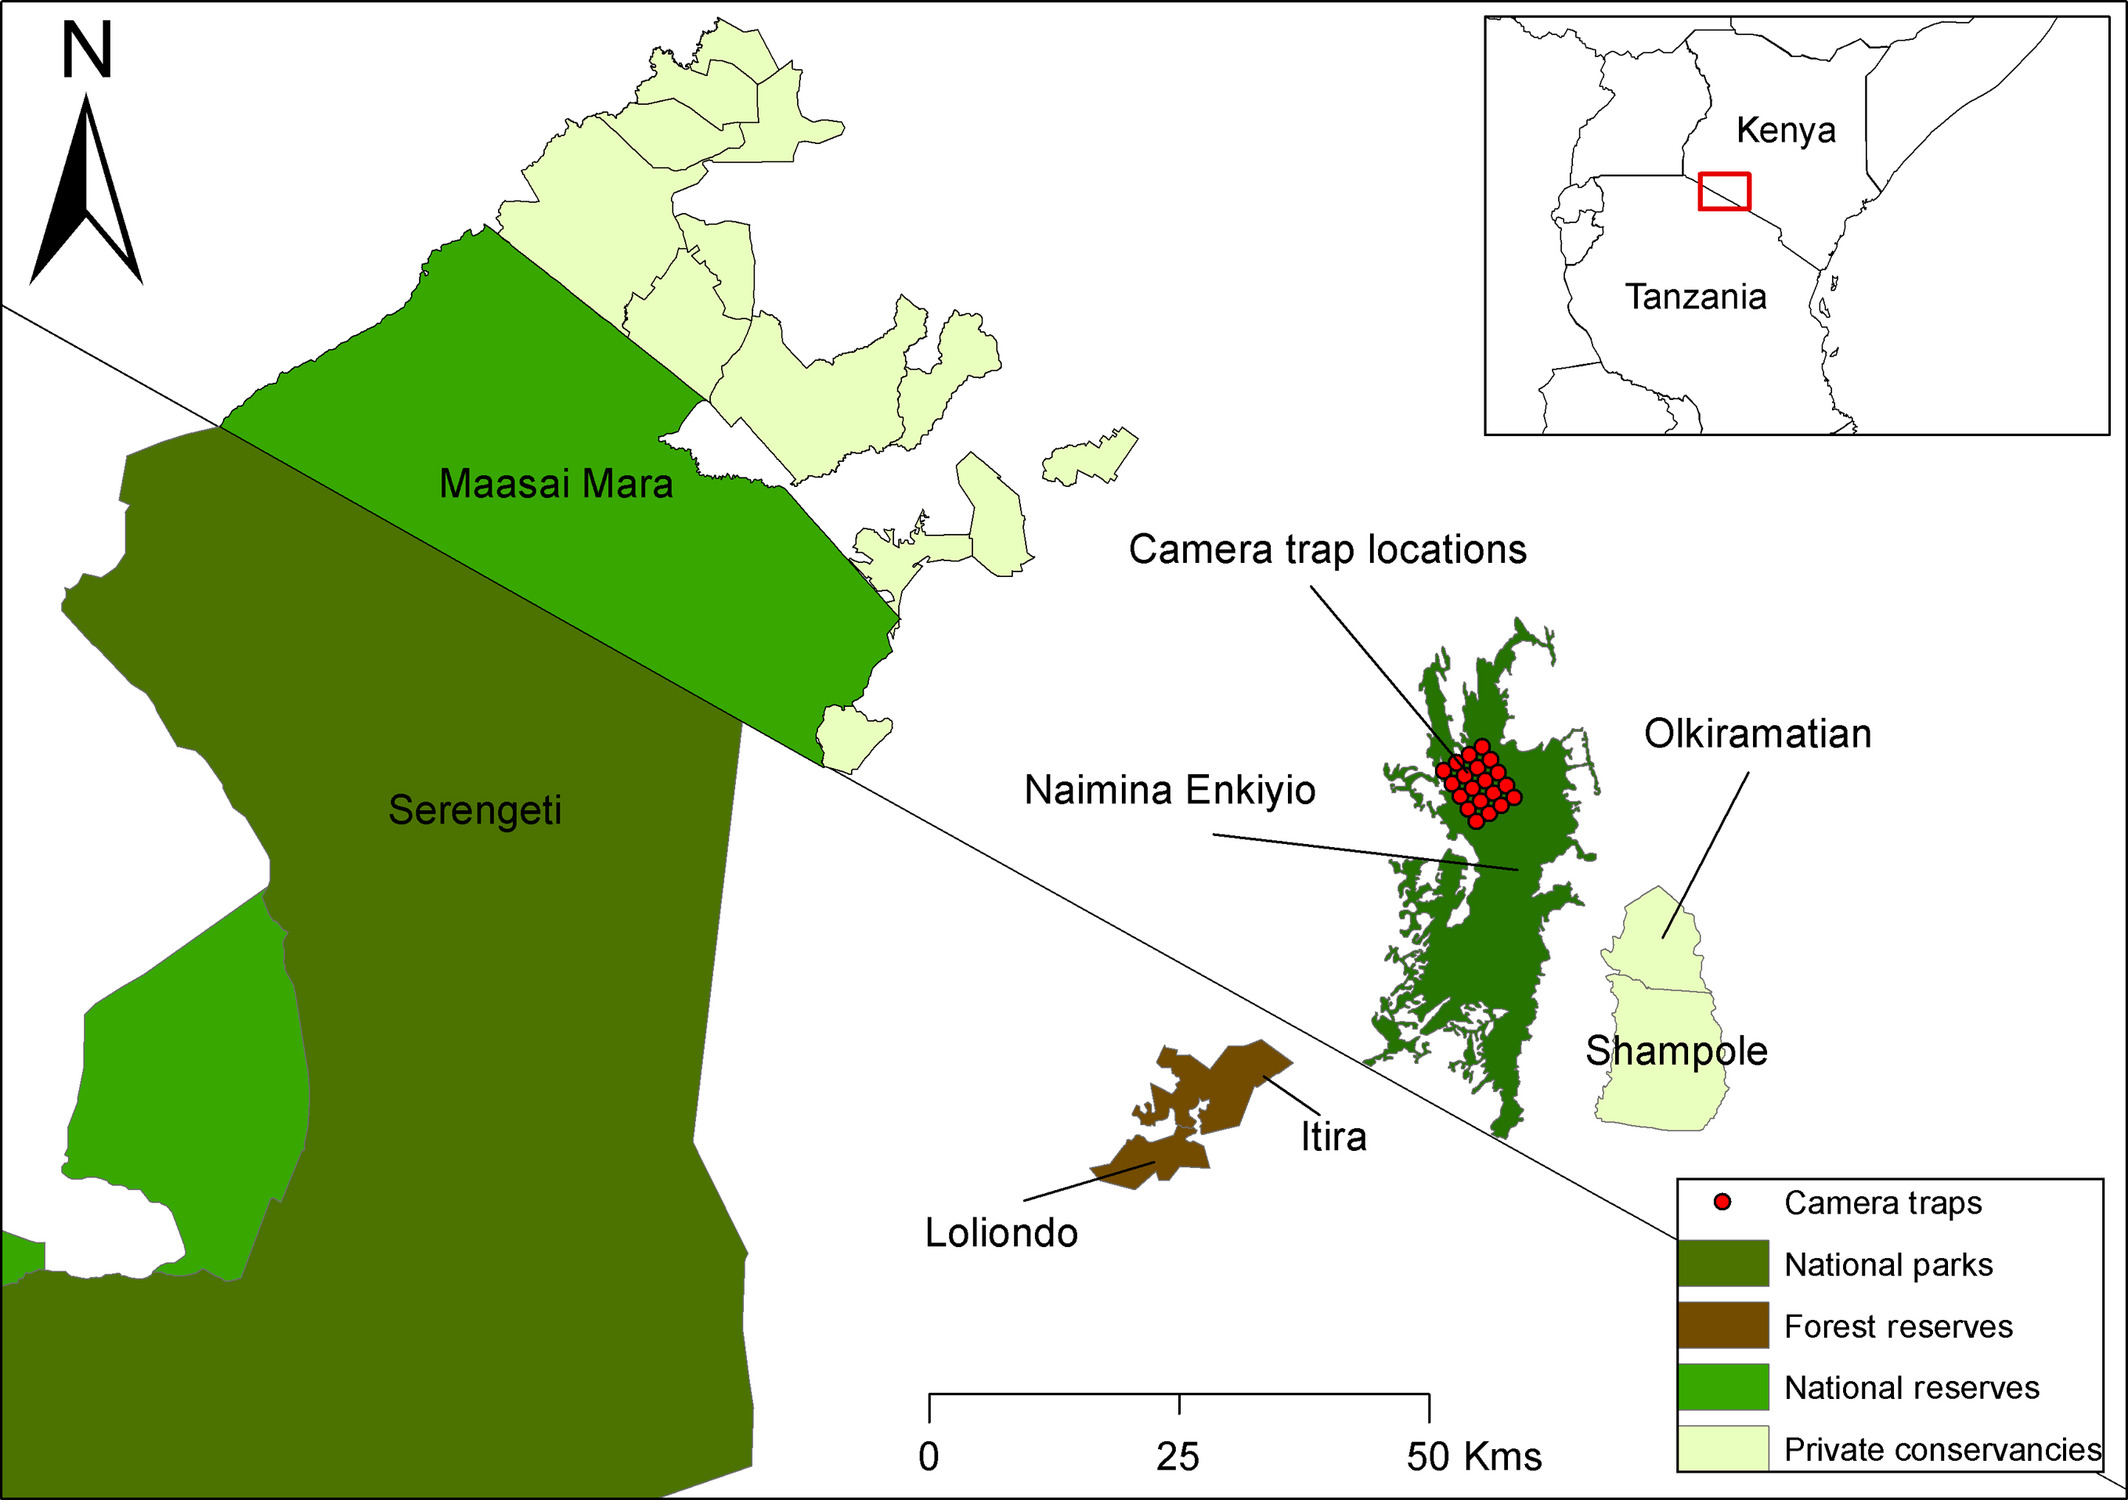 N
Kenya
Tanzania
Maasai Mara
Camera trap locations
Olkiramatian
Naimina Enkiyio
Serengeti
Shampole
Itira
Loliondo
Camera traps
National parks
Forest reserves
National reserves
Private conservancies
0 25 50 Kms